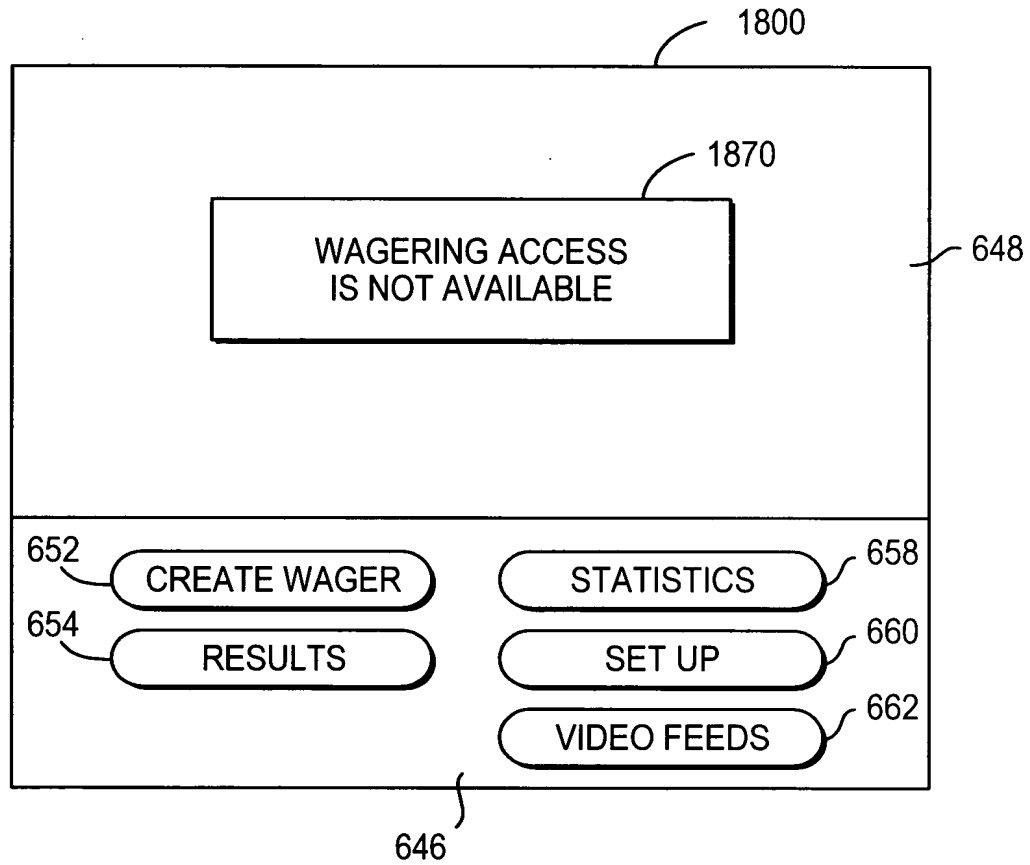 1800
1870
WAGERING ACCESS
IS NOT AVAILABLE
648
652
CREATE WAGER
STATISTICS
658
654
RESULTS
SET UP
660
VIDEO FEEDS
662
646